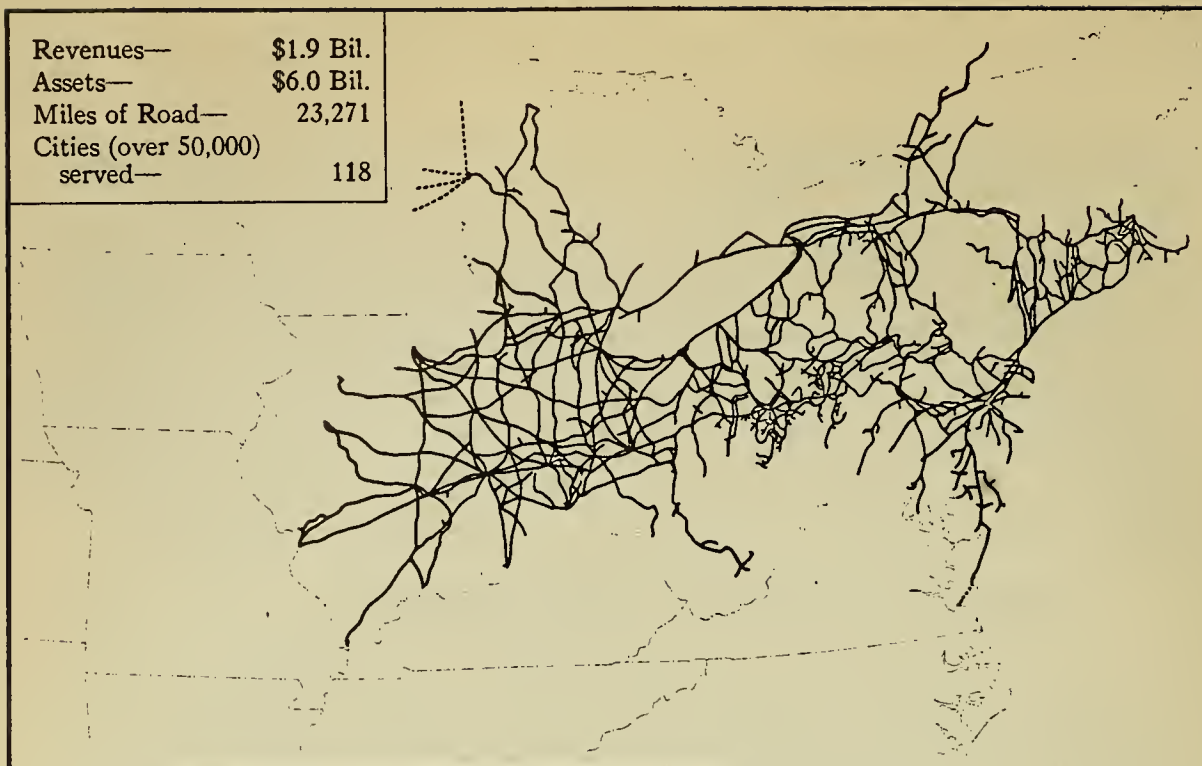 Revenues— $1.9 Bil.
Assets— $6.0 Bil.
Miles of Road— 23,271
Cities (over 50,000)
served— 118